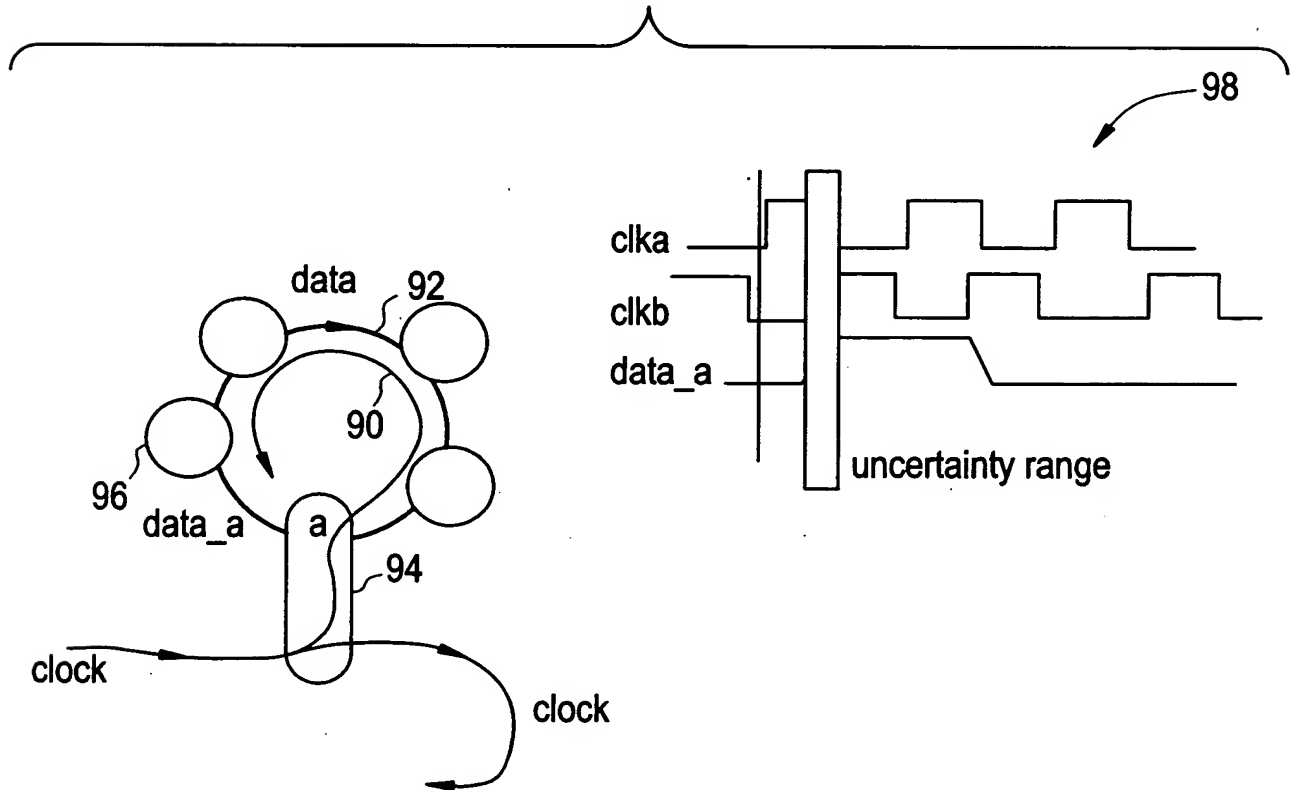 98
clka
clkb
data_a
uncertainty range
data
92
90
96
data_a
a
94
clock
clock